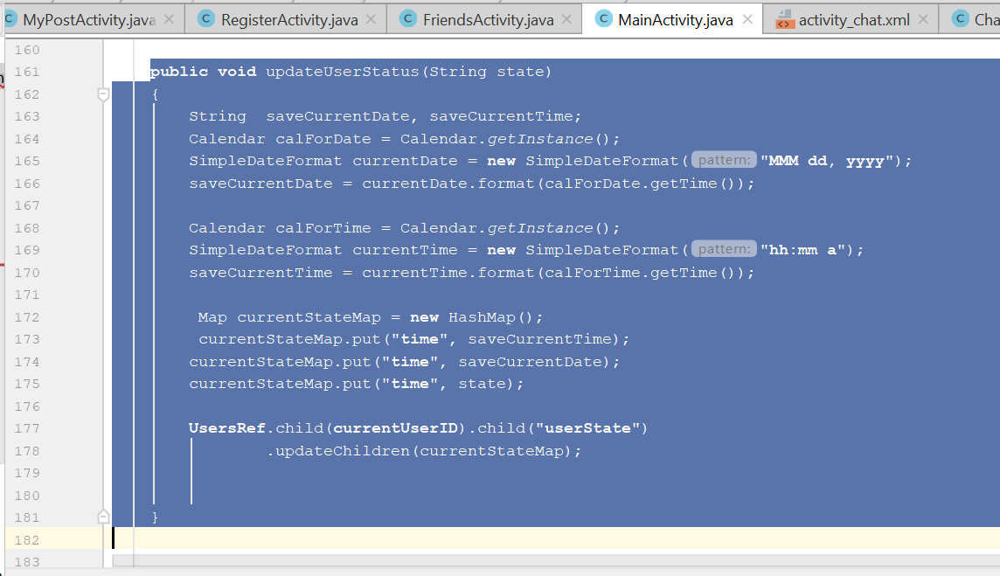 MyPostActivity.java RegisterActivity.java FriendsActivity.java MainActivity.java activity_chat.xml Cha
160
161 public void updateUserStatus(String state)
162 {
163 String  saveCurrentDate, saveCurrentTime;
164 Calendar calForDate = Calendar.getInstance();
165 SimpleDateFormat currentDate = new SimpleDateFormat( pattern: "MMM dd, yyyy");
166 saveCurrentDate = currentDate.format(calForDate.getTime());
167
168 Calendar calForTime = Calendar.getInstance();
169 SimpleDateFormat currentTime = new SimpleDateFormat( pattern: "hh:mm a");
170 saveCurrentTime = currentTime.format(calForTime.getTime());
171
172 Map currentStateMap = new HashMap();
173 currentStateMap.put("time", saveCurrentTime);
174 currentStateMap.put("time", saveCurrentDate);
175 currentStateMap.put("time", state);
176
177 UsersRef.child(currentUserID).child("userState")
178 .updateChildren(currentStateMap);
179
180
181 }
182
183